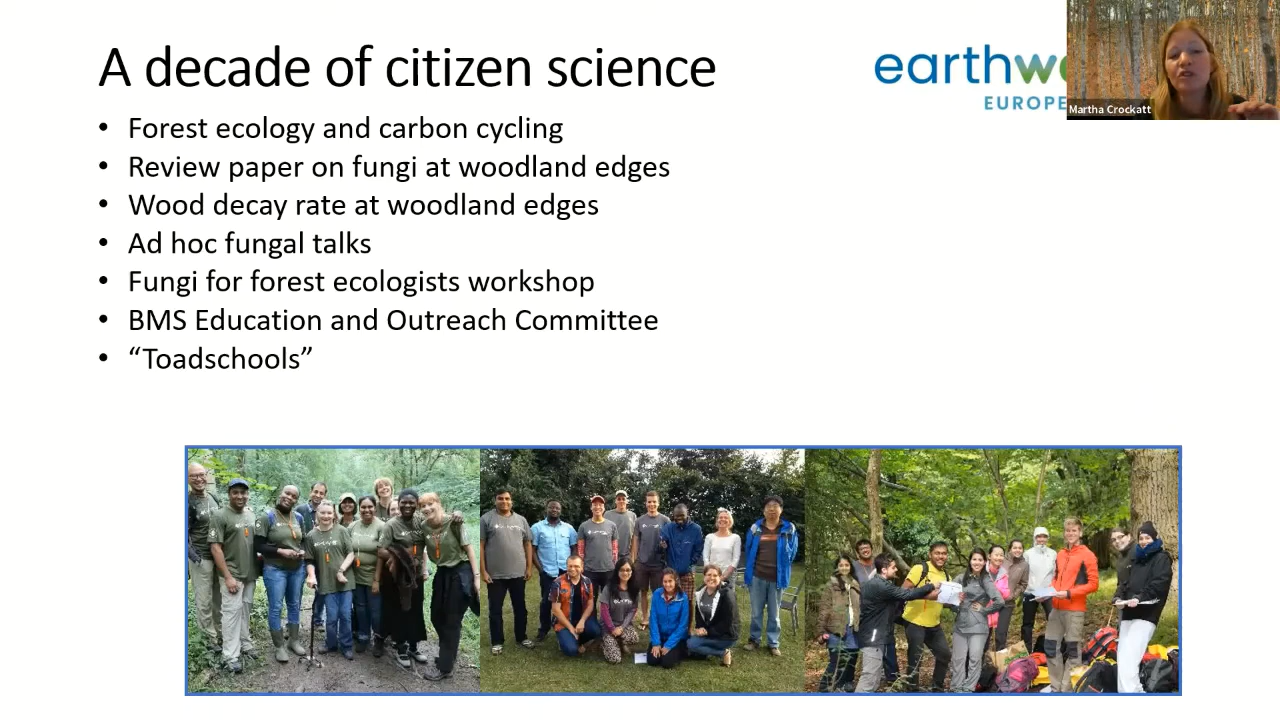 A decade of citizen science
earthw
EUROPE
Martha Crockatt
• Forest ecology and carbon cycling
• Review paper on fungi at woodland edges
• Wood decay rate at woodland edges
• Ad hoc fungal talks
• Fungi for forest ecologists workshop
• BMS Education and Outreach Committee
• “Toadschools”